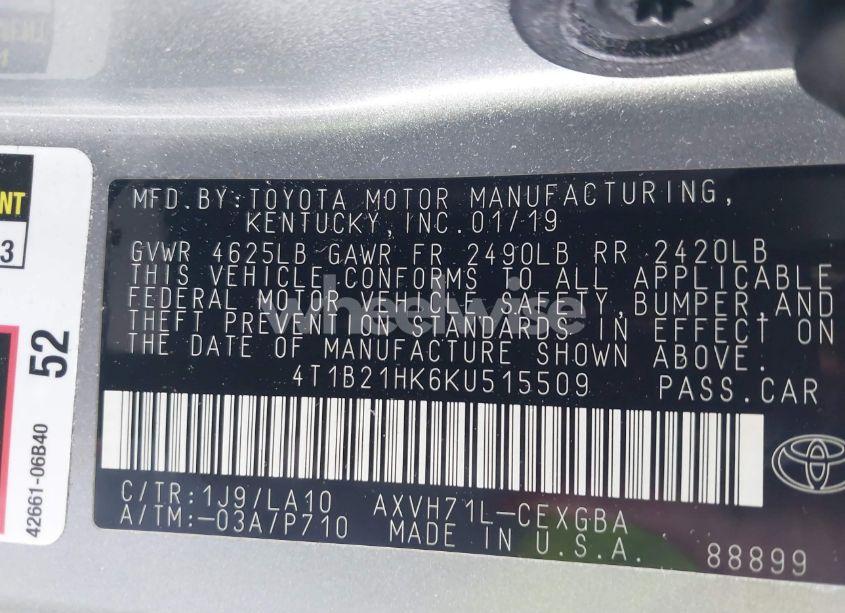 MFD.BY:TOYOTA MOTOR MANUFACTURING,
KENTUCKY,INC.01/19
GVWR 4625LB GAWR FR 2490LB RR 2420LB
THIS VEHICLE CONFORMS TO ALL APPLICABLE
FEDERAL MOTOR VEHICLE SAFETY,BUMPER,AND
THEFT PREVENTION STANDARDS IN EFFECT ON
THE DATE OF MANUFACTURE SHOWN ABOVE.
4T1B21HK6KU515509 PASS.CAR
C/TR:1J9/LA10 AXVH71L-CEXGBA
A/TM:-03A/P710 MADE IN U.S.A. 88899
NT
3
52
42661-06B40
wheelwise